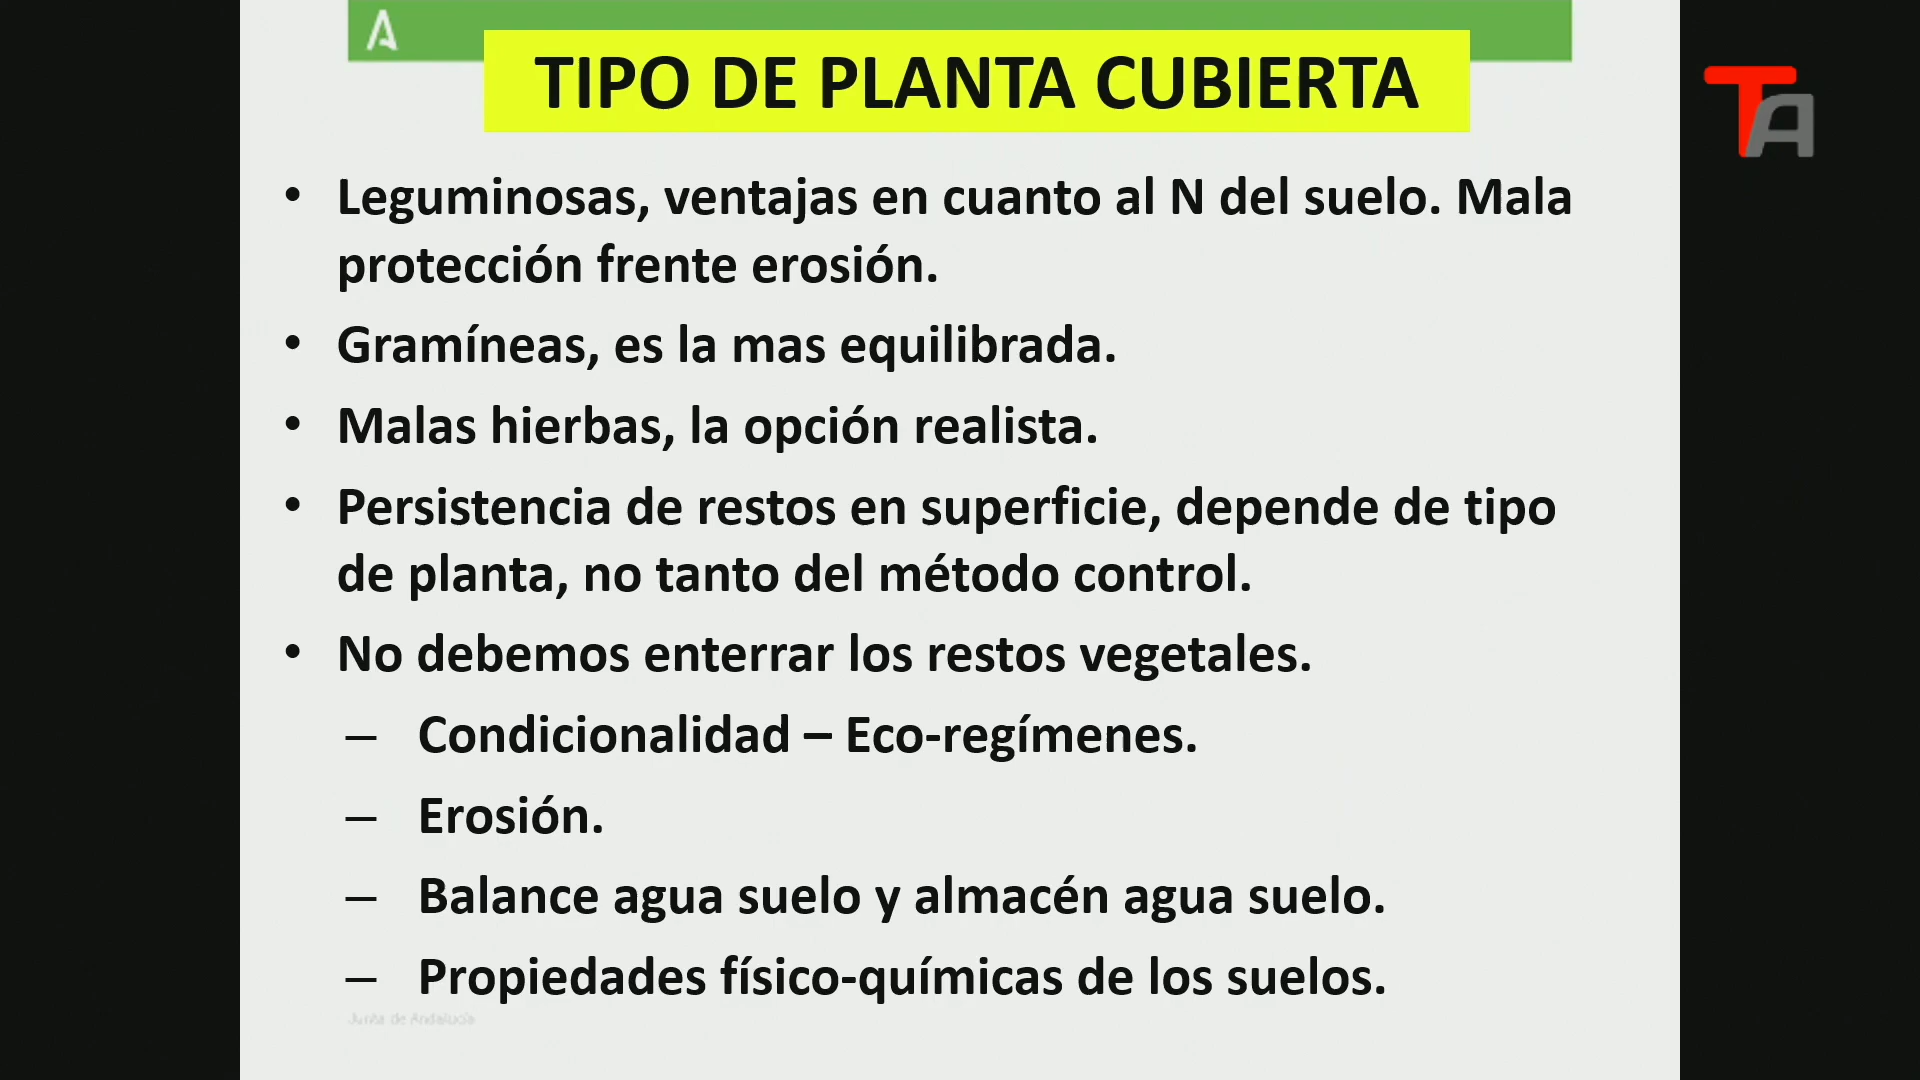 A
TIPO DE PLANTA CUBIERTA
TA
• Leguminosas, ventajas en cuanto al N del suelo. Mala
protección frente erosión.
• Gramíneas, es la mas equilibrada.
• Malas hierbas, la opción realista.
• Persistencia de restos en superficie, depende de tipo
de planta, no tanto del método control.
• No debemos enterrar los restos vegetales.
– Condicionalidad – Eco-regímenes.
– Erosión.
– Balance agua suelo y almacén agua suelo.
– Propiedades físico-químicas de los suelos.
Junta de Andalucía